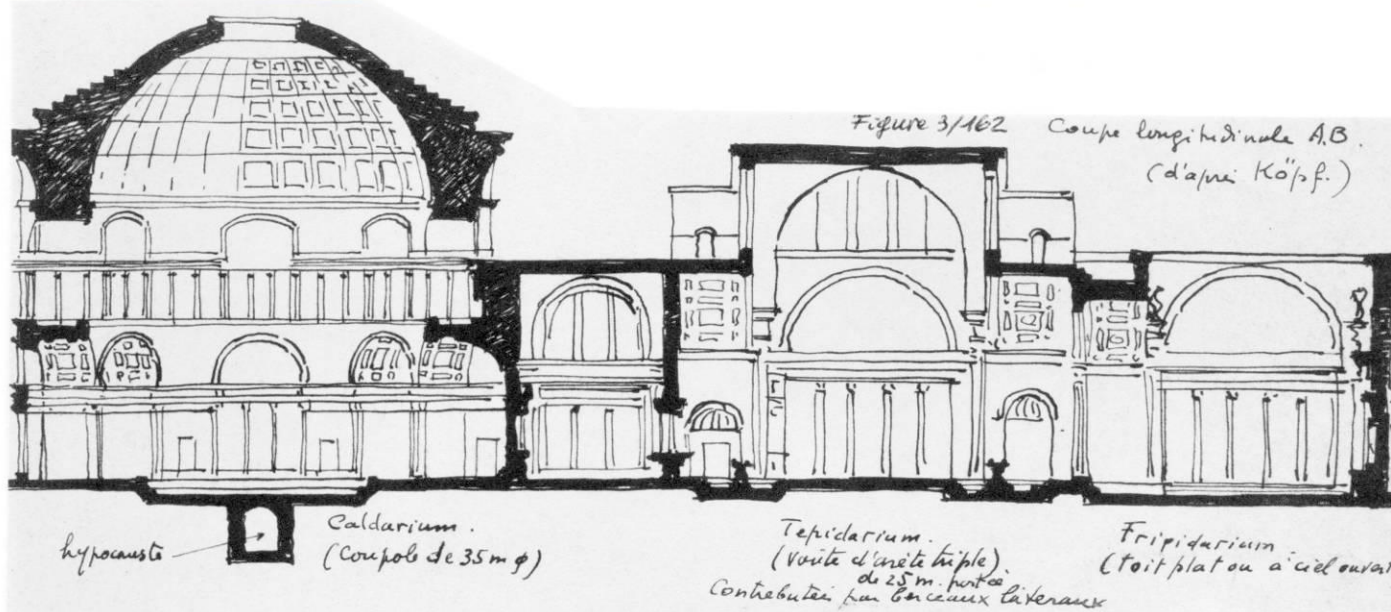 Figure 3/162
Coupe longitudinale A.B.
(d'après Köpf.)
hypocauste
Caldarium.
(Coupole de 35 m φ)
Tepidarium.
(Voûte d'arète triple).
de 25 m. portée
Contrebutée par berceaux latéraux
Fripidarium
(toit plat ou à ciel ouvert